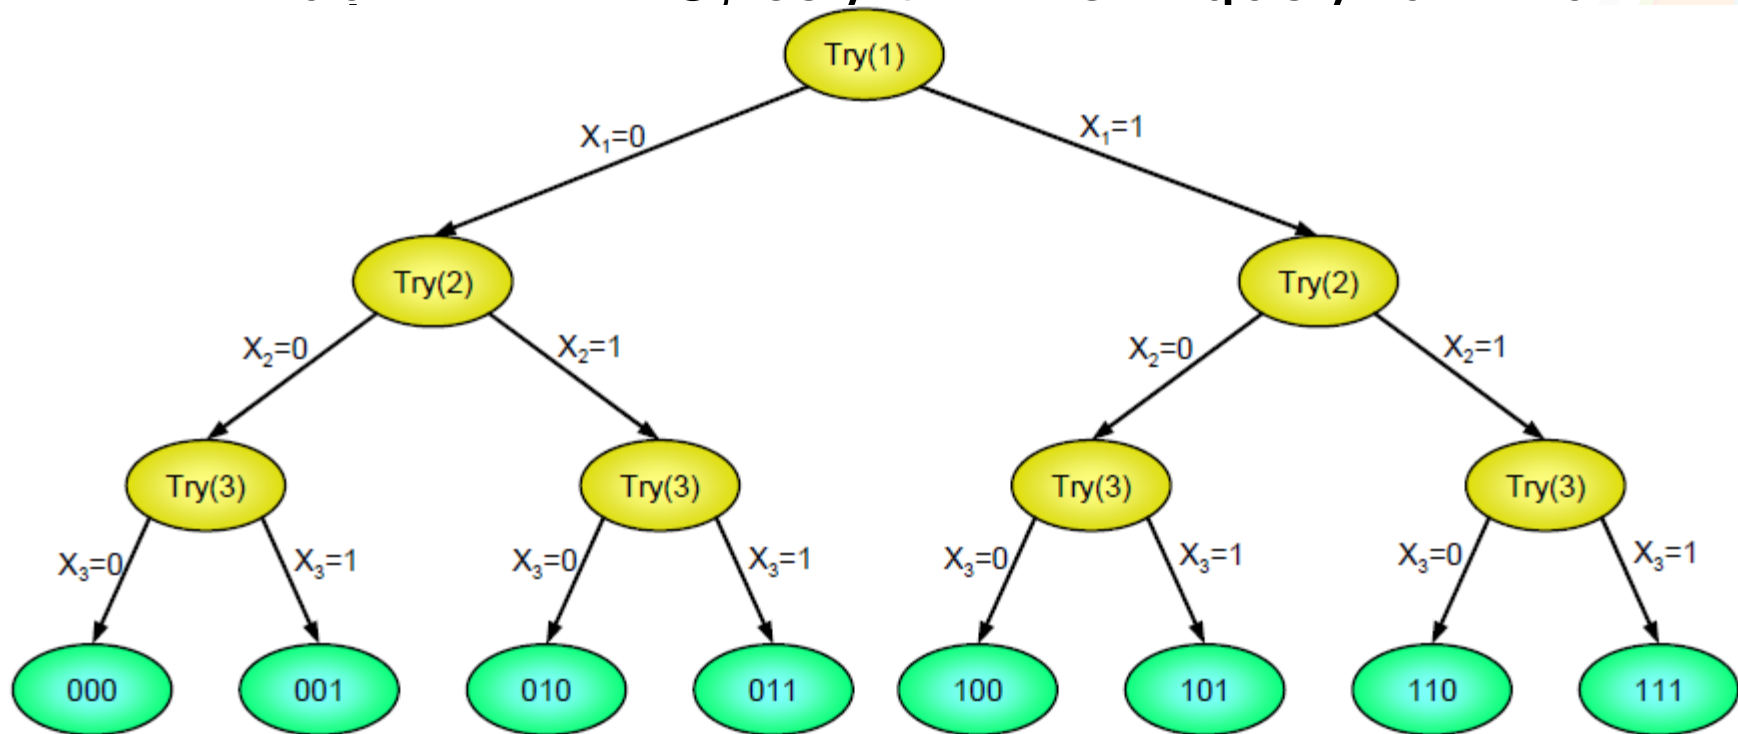 Try(1)
X₁=0 X₁=1
Try(2) Try(2)
X₂=0 X₂=1 X₂=0 X₂=1
Try(3) Try(3) Try(3) Try(3)
X₃=0 X₃=1 X₃=0 X₃=1 X₃=0 X₃=1 X₃=0 X₃=1
000 001 010 011 100 101 110 111